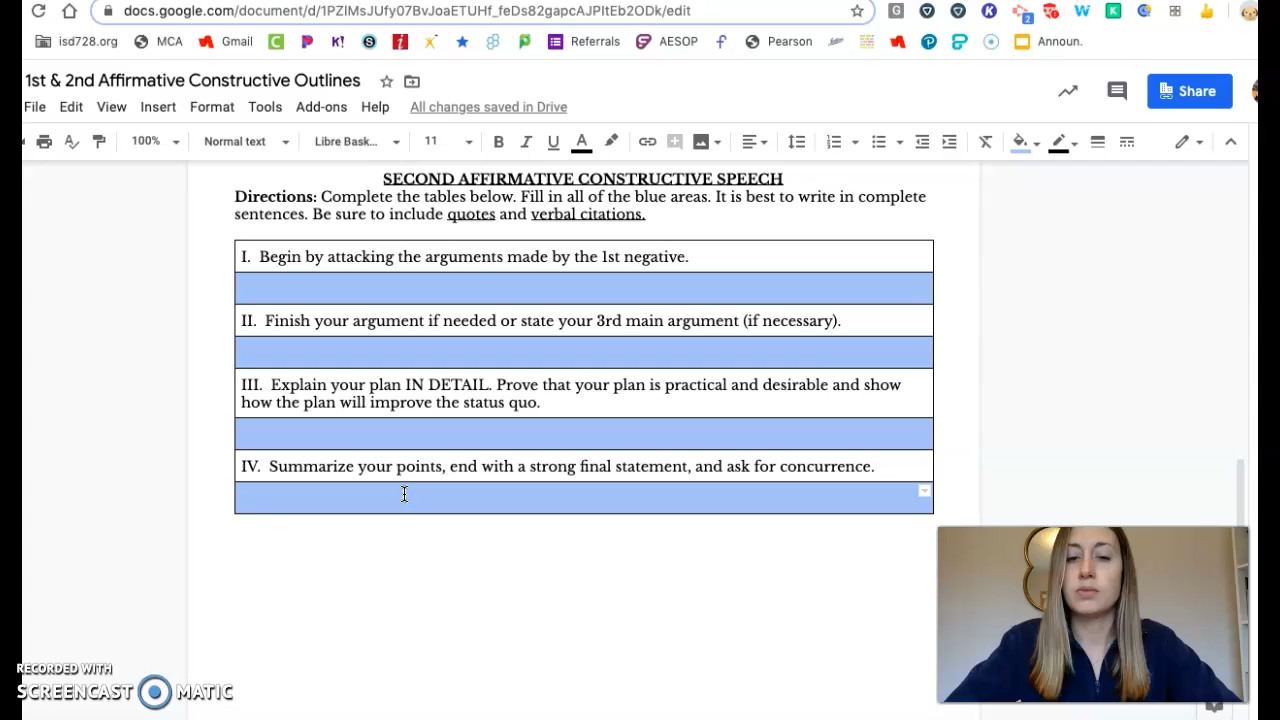 docs.google.com/document/d/1PZlMsJUfy07BvJoaETUHf_feDs82gapcAJPItEb2ODk/edit
isd728.org MCA Gmail Referrals AESOP Pearson Announ.
1st & 2nd Affirmative Constructive Outlines
File Edit View Insert Format Tools Add-ons Help All changes saved in Drive
Share
100% Normal text Libre Bask... 11 B I U A
SECOND AFFIRMATIVE CONSTRUCTIVE SPEECH
Directions: Complete the tables below. Fill in all of the blue areas. It is best to write in complete
sentences. Be sure to include quotes and verbal citations.
I. Begin by attacking the arguments made by the 1st negative.
II. Finish your argument if needed or state your 3rd main argument (if necessary).
III. Explain your plan IN DETAIL. Prove that your plan is practical and desirable and show
how the plan will improve the status quo.
IV. Summarize your points, end with a strong final statement, and ask for concurrence.
RECORDED WITH
SCREENCAST MATIC